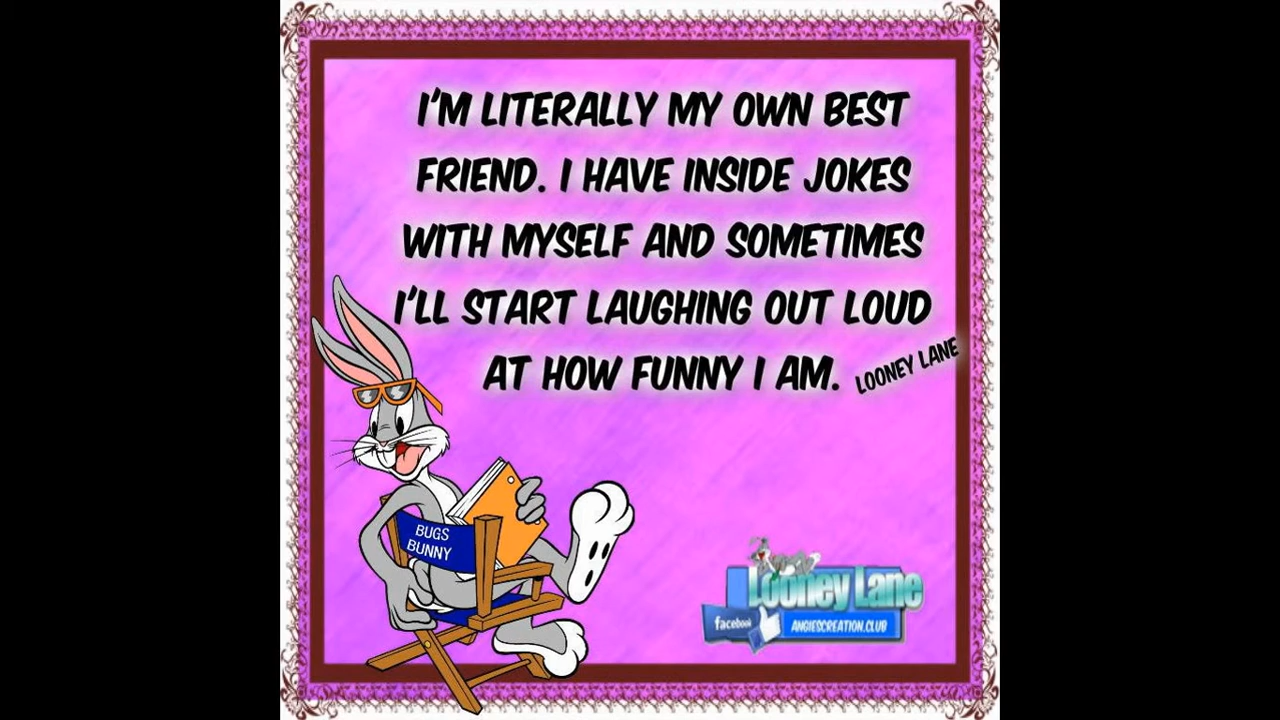 I'M LITERALLY MY OWN BEST
FRIEND. I HAVE INSIDE JOKES
WITH MYSELF AND SOMETIMES
I'LL START LAUGHING OUT LOUD
AT HOW FUNNY I AM.
LOONEY LANE
BUGS
BUNNY
Looney Lane
facebook
ANGIESCREATION.CLUB